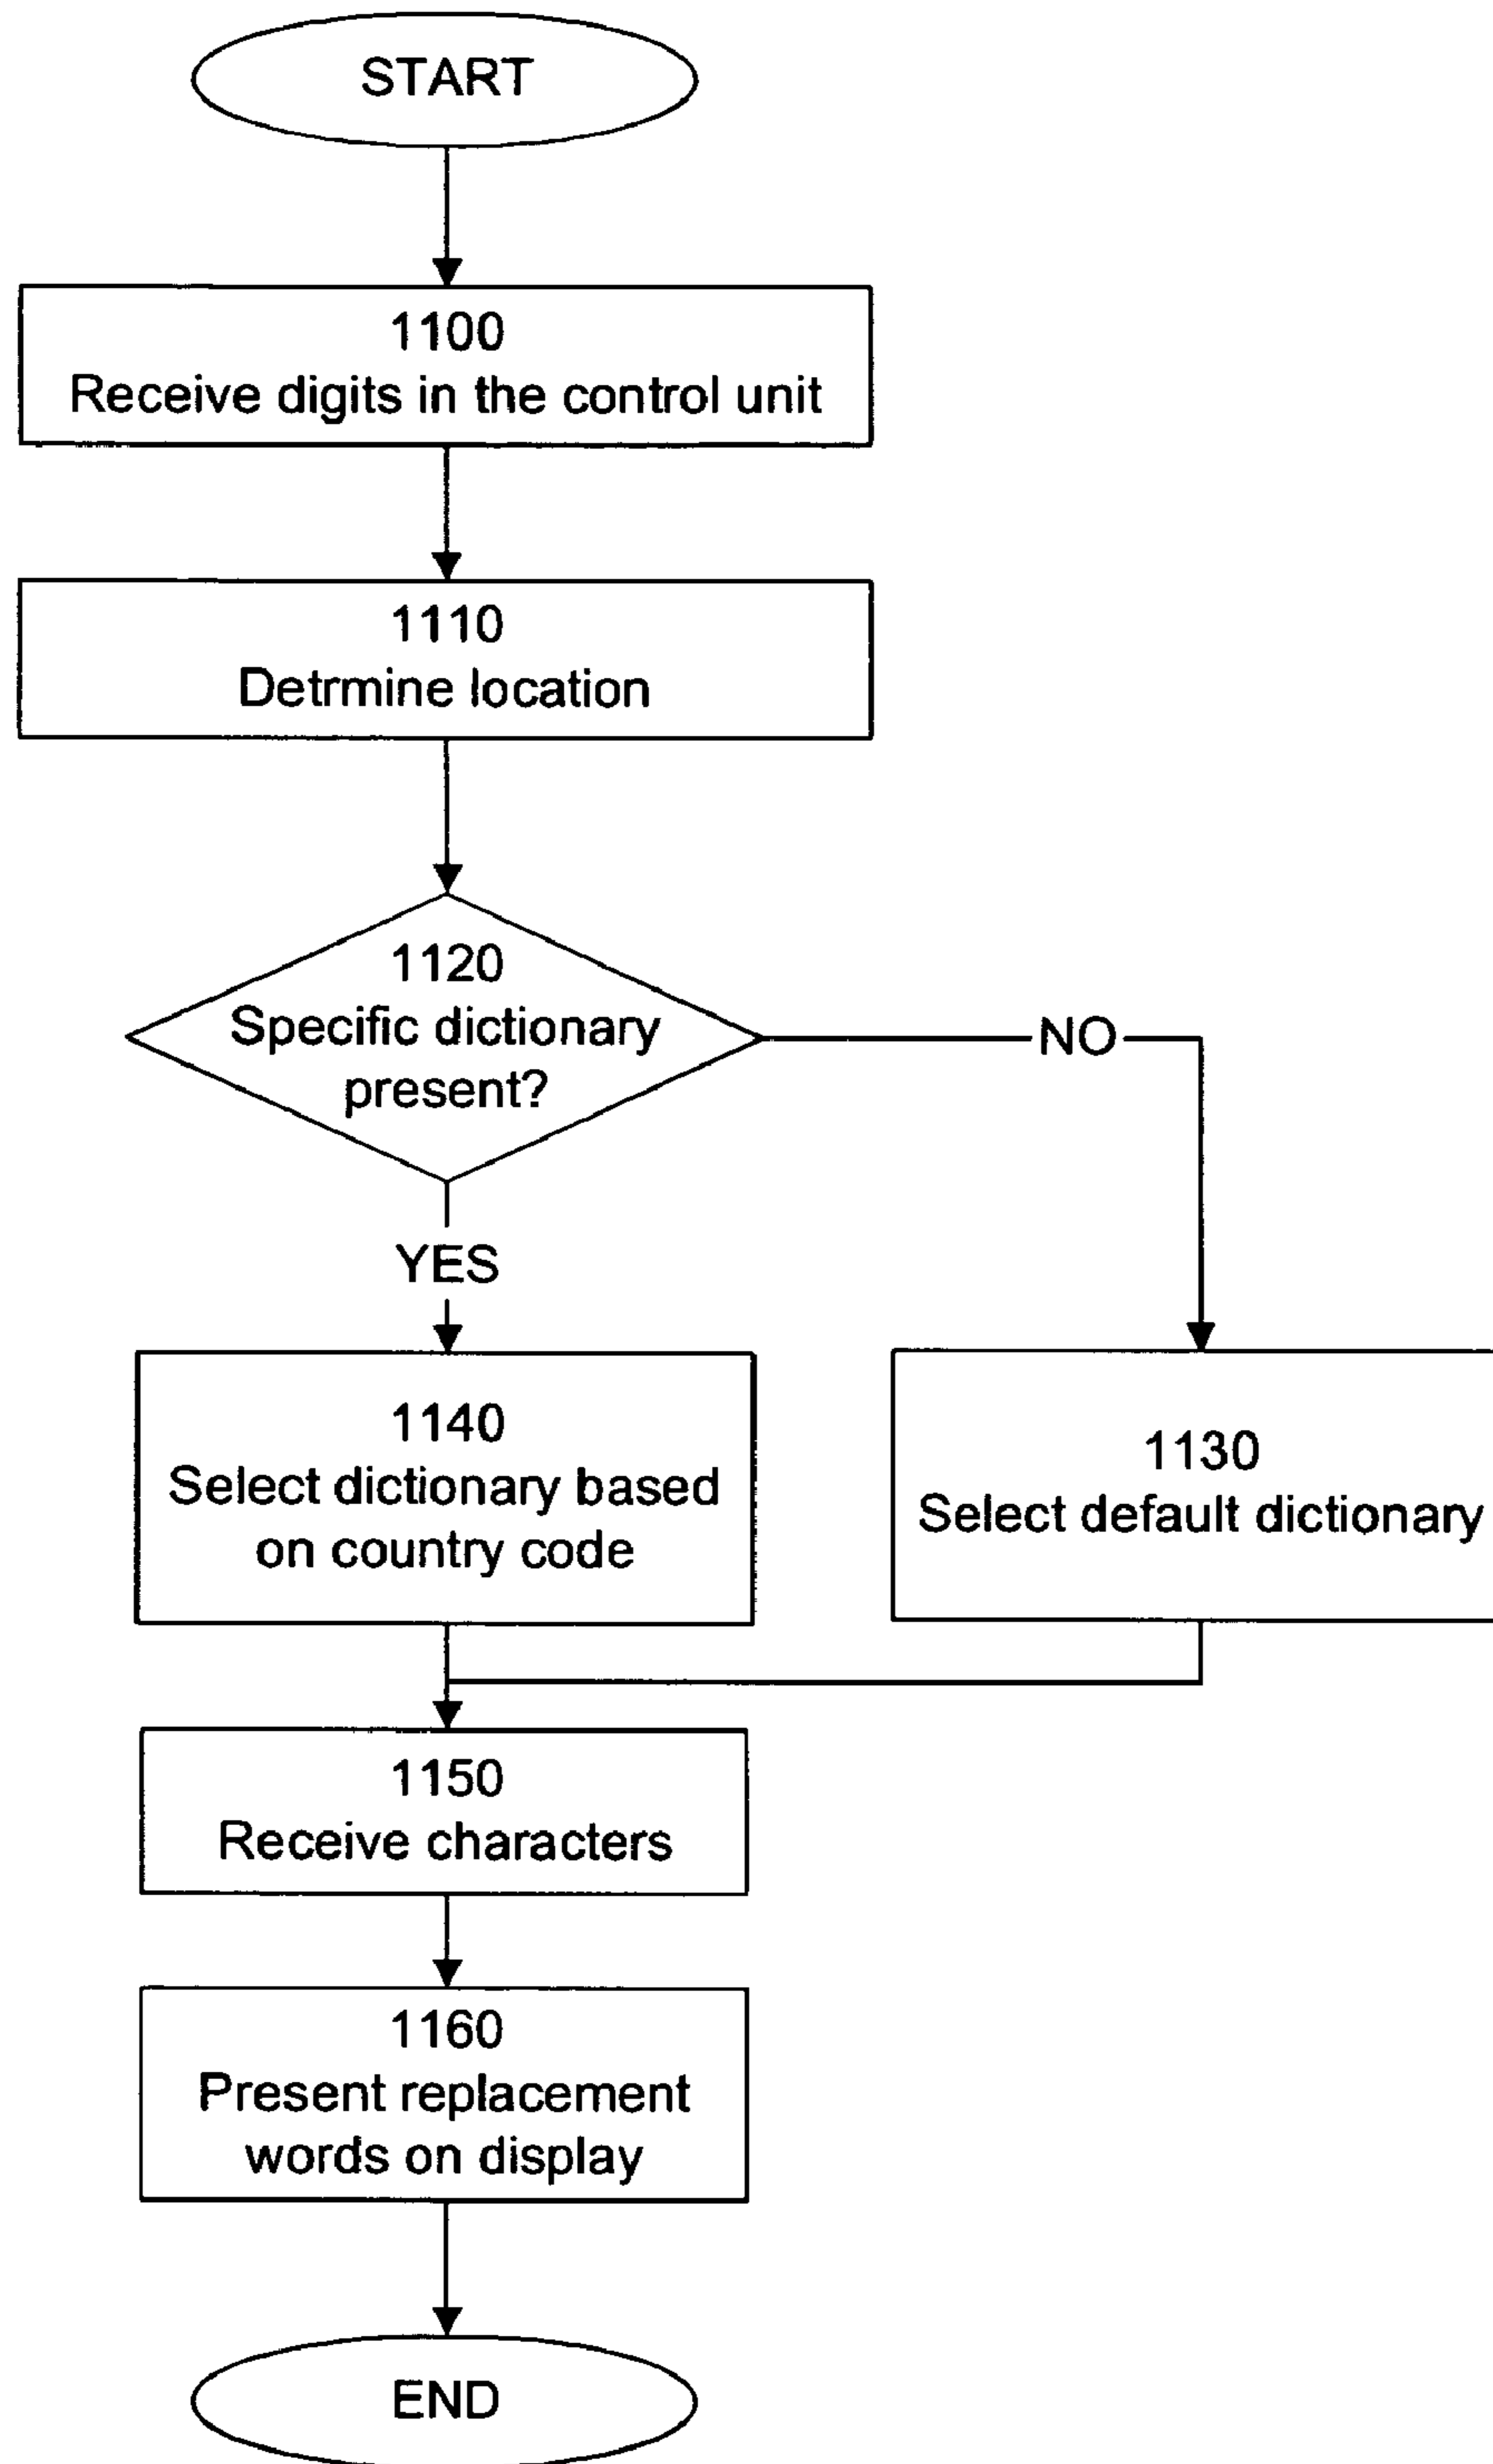 START
1100
Receive digits in the control unit
1110
Detrmine location
1120
Specific dictionary
present?
NO
YES
1140
Select dictionary based
on country code
1130
Select default dictionary
1150
Receive characters
1160
Present replacement
words on display
END